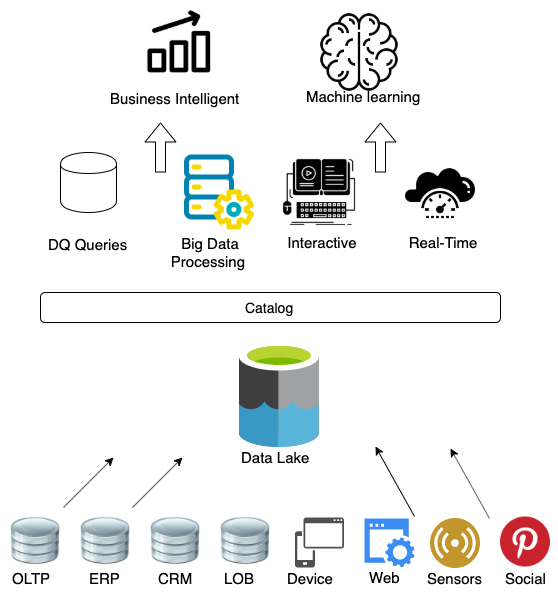 Business Intelligent
Machine learning
DQ Queries
Big Data
Processing
Interactive
Real-Time
Catalog
Data Lake
OLTP
ERP
CRM
LOB
Device
Web
Sensors
Social